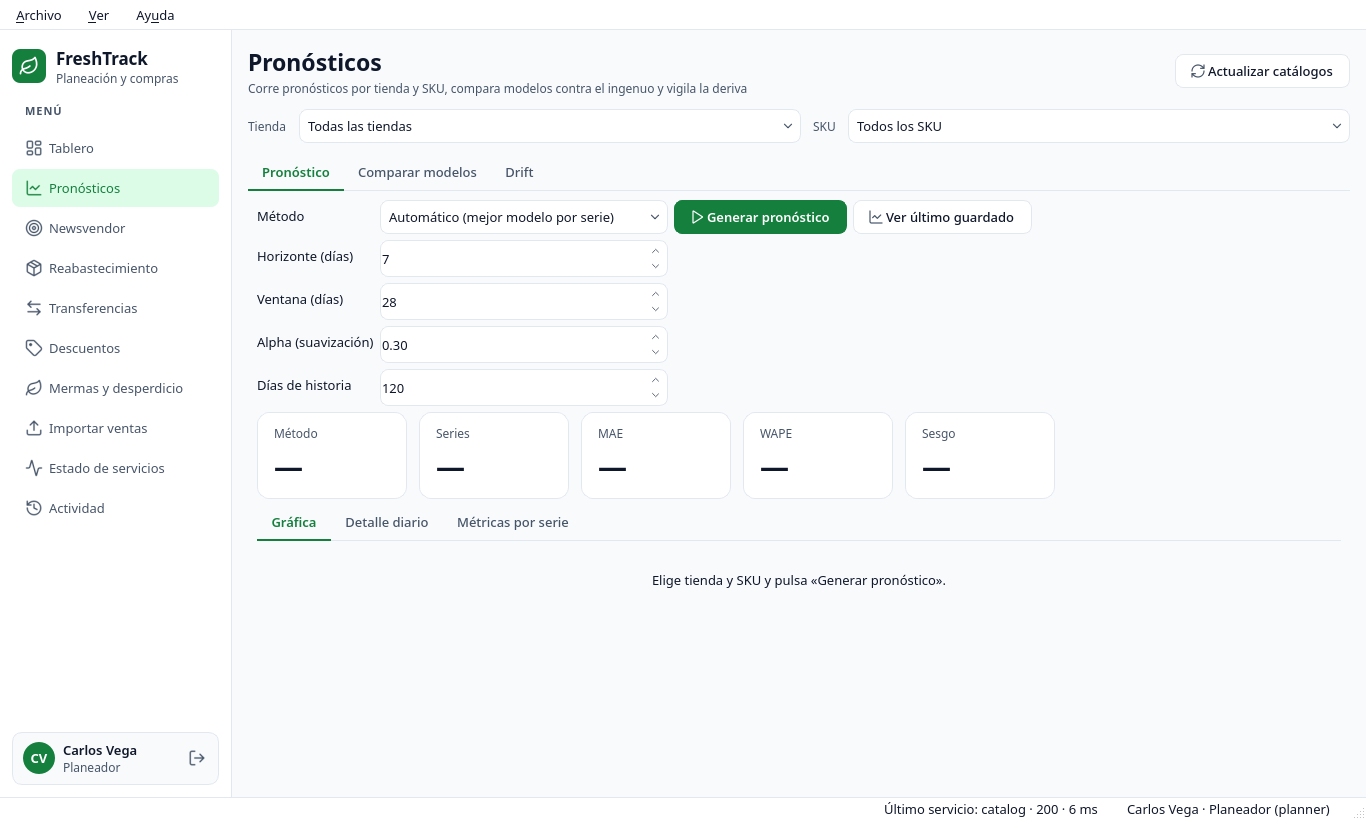 Archivo Ver Ayuda
FreshTrack
Planeación y compras
MENÚ
Tablero
Pronósticos
Newsvendor
Reabastecimiento
Transferencias
Descuentos
Mermas y desperdicio
Importar ventas
Estado de servicios
Actividad
CV
Carlos Vega
Planeador
Pronósticos
Corre pronósticos por tienda y SKU, compara modelos contra el ingenuo y vigila la deriva
Actualizar catálogos
Tienda Todas las tiendas SKU Todos los SKU
Pronóstico Comparar modelos Drift
Método Automático (mejor modelo por serie) Generar pronóstico Ver último guardado
Horizonte (días) 7
Ventana (días) 28
Alpha (suavización) 0.30
Días de historia 120
Método Series MAE WAPE Sesgo
— — — — —
Gráfica Detalle diario Métricas por serie
Elige tienda y SKU y pulsa «Generar pronóstico».
Último servicio: catalog · 200 · 6 ms Carlos Vega · Planeador (planner)